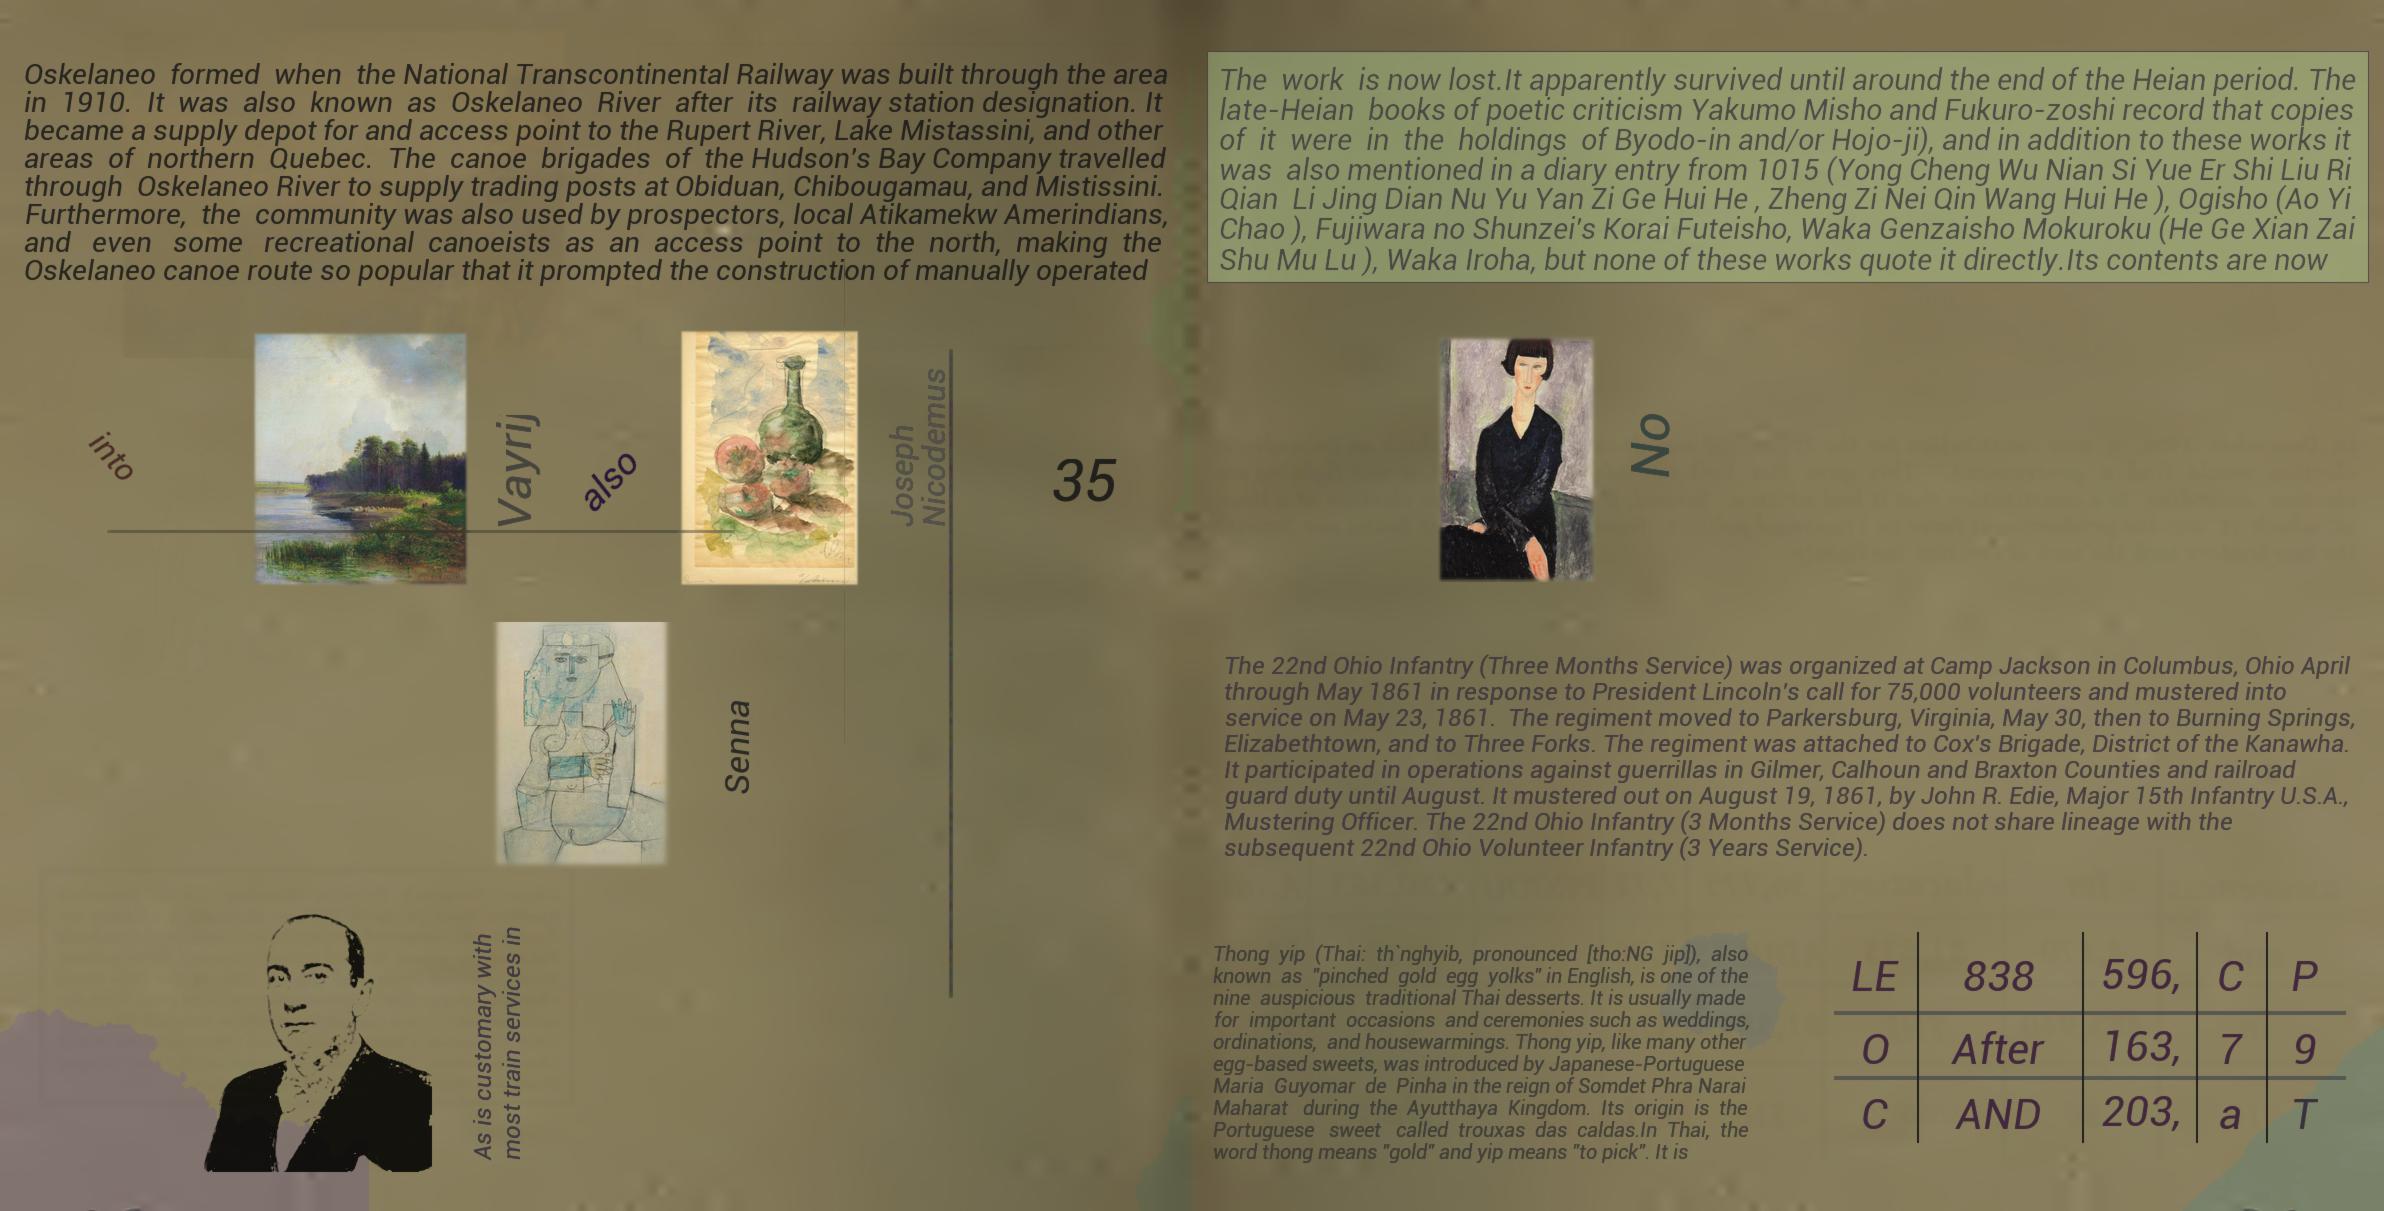 Oskelaneo formed when the National Transcontinental Railway was built through the area
in 1910. It was also known as Oskelaneo River after its railway station designation. It
became a supply depot for and access point to the Rupert River, Lake Mistassini, and other
areas of northern Quebec. The canoe brigades of the Hudson's Bay Company travelled
through Oskelaneo River to supply trading posts at Obiduan, Chibougamau, and Mistissini.
Furthermore, the community was also used by prospectors, local Atikamekw Amerindians,
and even some recreational canoeists as an access point to the north, making the
Oskelaneo canoe route so popular that it prompted the construction of manually operated
into
Vayrij
also
Joseph
Nicodemus
35
Senna
As is customary with
most train services in
The work is now lost.It apparently survived until around the end of the Heian period. The
late-Heian books of poetic criticism Yakumo Misho and Fukuro-zoshi record that copies
of it were in the holdings of Byodo-in and/or Hojo-ji), and in addition to these works it
was also mentioned in a diary entry from 1015 (Yong Cheng Wu Nian Si Yue Er Shi Liu Ri
Qian Li Jing Dian Nu Yu Yan Zi Ge Hui He , Zheng Zi Nei Qin Wang Hui He ), Ogisho (Ao Yi
Chao ), Fujiwara no Shunzei's Korai Futeisho, Waka Genzaisho Mokuroku (He Ge Xian Zai
Shu Mu Lu ), Waka Iroha, but none of these works quote it directly.Its contents are now
No
The 22nd Ohio Infantry (Three Months Service) was organized at Camp Jackson in Columbus, Ohio April
through May 1861 in response to President Lincoln's call for 75,000 volunteers and mustered into
service on May 23, 1861. The regiment moved to Parkersburg, Virginia, May 30, then to Burning Springs,
Elizabethtown, and to Three Forks. The regiment was attached to Cox's Brigade, District of the Kanawha.
It participated in operations against guerrillas in Gilmer, Calhoun and Braxton Counties and railroad
guard duty until August. It mustered out on August 19, 1861, by John R. Edie, Major 15th Infantry U.S.A.,
Mustering Officer. The 22nd Ohio Infantry (3 Months Service) does not share lineage with the
subsequent 22nd Ohio Volunteer Infantry (3 Years Service).
Thong yip (Thai: th`nghyib, pronounced [tho:NG jip]), also
known as "pinched gold egg yolks" in English, is one of the
nine auspicious traditional Thai desserts. It is usually made
for important occasions and ceremonies such as weddings,
ordinations, and housewarmings. Thong yip, like many other
egg-based sweets, was introduced by Japanese-Portuguese
Maria Guyomar de Pinha in the reign of Somdet Phra Narai
Maharat during the Ayutthaya Kingdom. Its origin is the
Portuguese sweet called trouxas das caldas.In Thai, the
word thong means "gold" and yip means "to pick". It is
LE 838 596, C P
O After 163, 7 9
C AND 203, a T